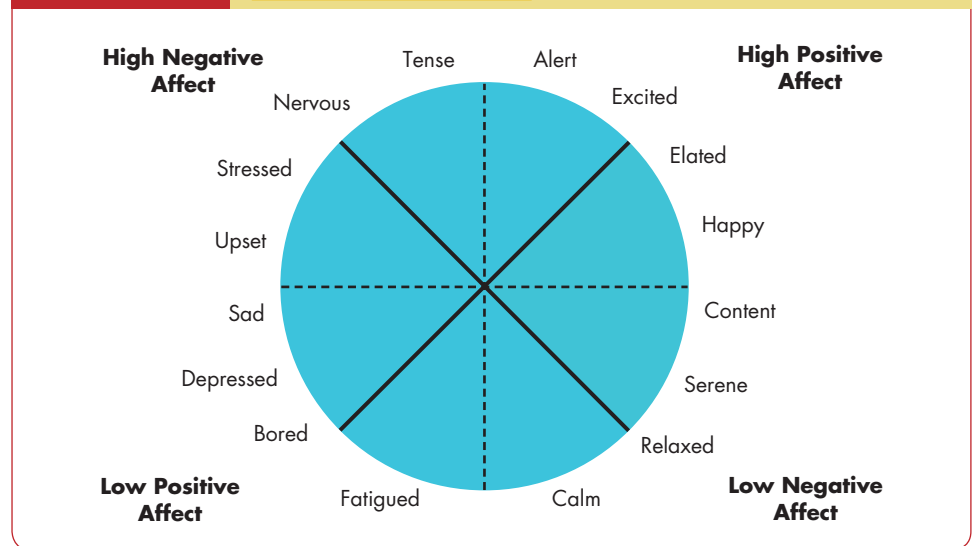 High Negative
Affect
Tense
Alert
High Positive
Affect
Nervous
Excited
Stressed
Elated
Upset
Happy
Sad
Content
Depressed
Serene
Bored
Relaxed
Low Positive
Affect
Fatigued
Calm
Low Negative
Affect